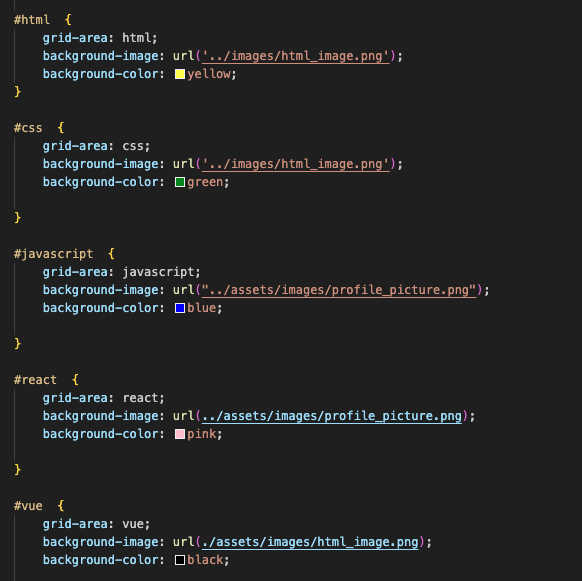 #html  {
    grid-area: html;
    background-image: url('../images/html_image.png');
    background-color: yellow;
}

#css  {
    grid-area: css;
    background-image: url('../images/html_image.png');
    background-color: green;

}

#javascript  {
    grid-area: javascript;
    background-image: url("../assets/images/profile_picture.png");
    background-color: blue;

}

#react  {
    grid-area: react;
    background-image: url(../assets/images/profile_picture.png);
    background-color: pink;

}

#vue  {
    grid-area: vue;
    background-image: url(./assets/images/html_image.png);
    background-color: black;